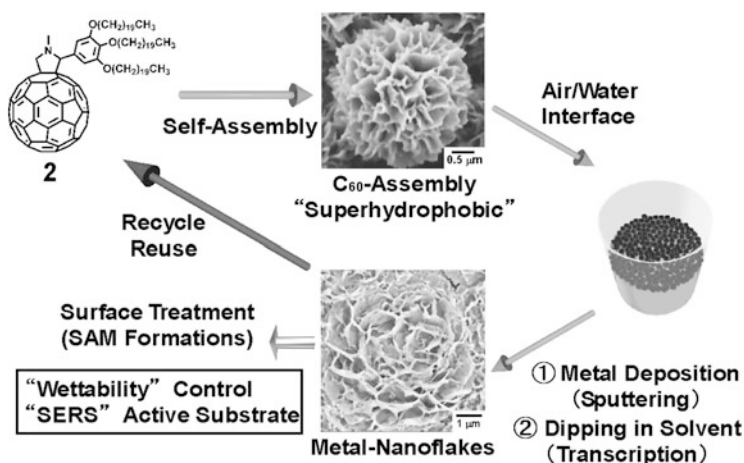 O(CH₂)₁₉CH₃
O(CH₂)₁₉CH₃
O(CH₂)₁₉CH₃
N
2
Self-Assembly
0.5 μm
C₆₀-Assembly
“Superhydrophobic”
Air/Water
Interface
① Metal Deposition
(Sputtering)
② Dipping in Solvent
(Transcription)
1 μm
Metal-Nanoflakes
Recycle
Reuse
Surface Treatment
(SAM Formations)
“Wettability” Control
“SERS” Active Substrate